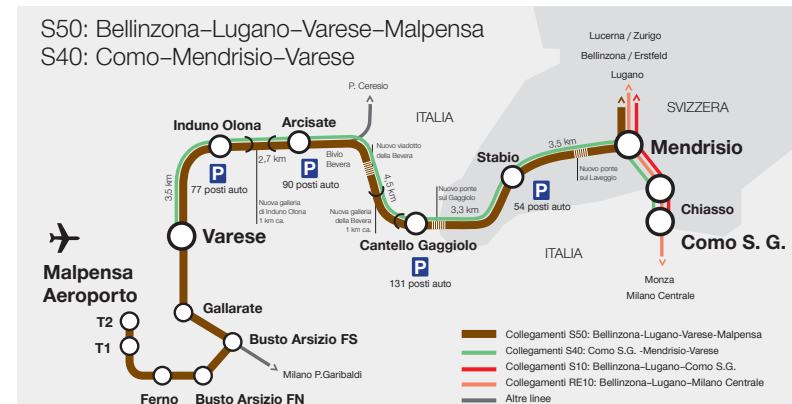 S50: Bellinzona–Lugano–Varese–Malpensa
S40: Como–Mendrisio–Varese
Lucerna / Zurigo
Bellinzona / Erstfeld
Lugano
P. Ceresio
ITALIA
SVIZZERA
Induno Olona
Arcisate
Nuovo viadotto
della Bevera
3,5 km
Mendrisio
Stabio
2,7 km
Bivio
Bevera
P
77 posti auto
P
90 posti auto
4,5 km
3,5 km
Nuovo ponte
sul Laveggio
P
54 posti auto
Nuovo ponte
sul Gaggiolo
3,3 km
Nuova galleria
di Induno Olona
1 km ca.
Nuova galleria
della Bevera
1 km ca.
Chiasso
Varese
Cantello Gaggiolo
Como S. G.
P
131 posti auto
ITALIA
Monza
Milano Centrale
Malpensa
Aeroporto
Gallarate
T2
T1
Busto Arsizio FS
Milano P.Garibaldi
Ferno
Busto Arsizio FN
Collegamenti S50: Bellinzona-Lugano-Varese-Malpensa
Collegamenti S40: Como S.G. -Mendrisio-Varese
Collegamenti S10: Bellinzona–Lugano–Como S.G.
Collegamenti RE10: Bellinzona–Lugano–Milano Centrale
Altre linee
3,5 km